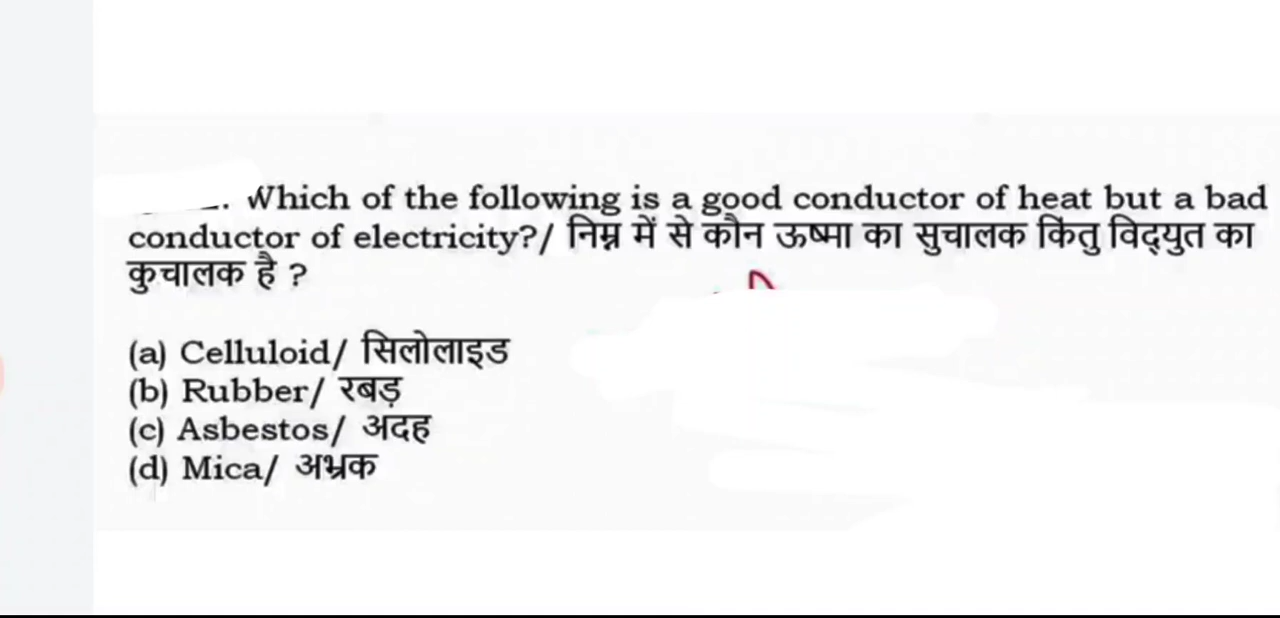 Which of the following is a good conductor of heat but a bad
conductor of electricity?/ निम्न में से कौन ऊष्मा का सुचालक किंतु विद्युत का
कुचालक है ?
(a) Celluloid/ सिलोलाइड
(b) Rubber/ रबड़
(c) Asbestos/ अदह
(d) Mica/ अभ्रक